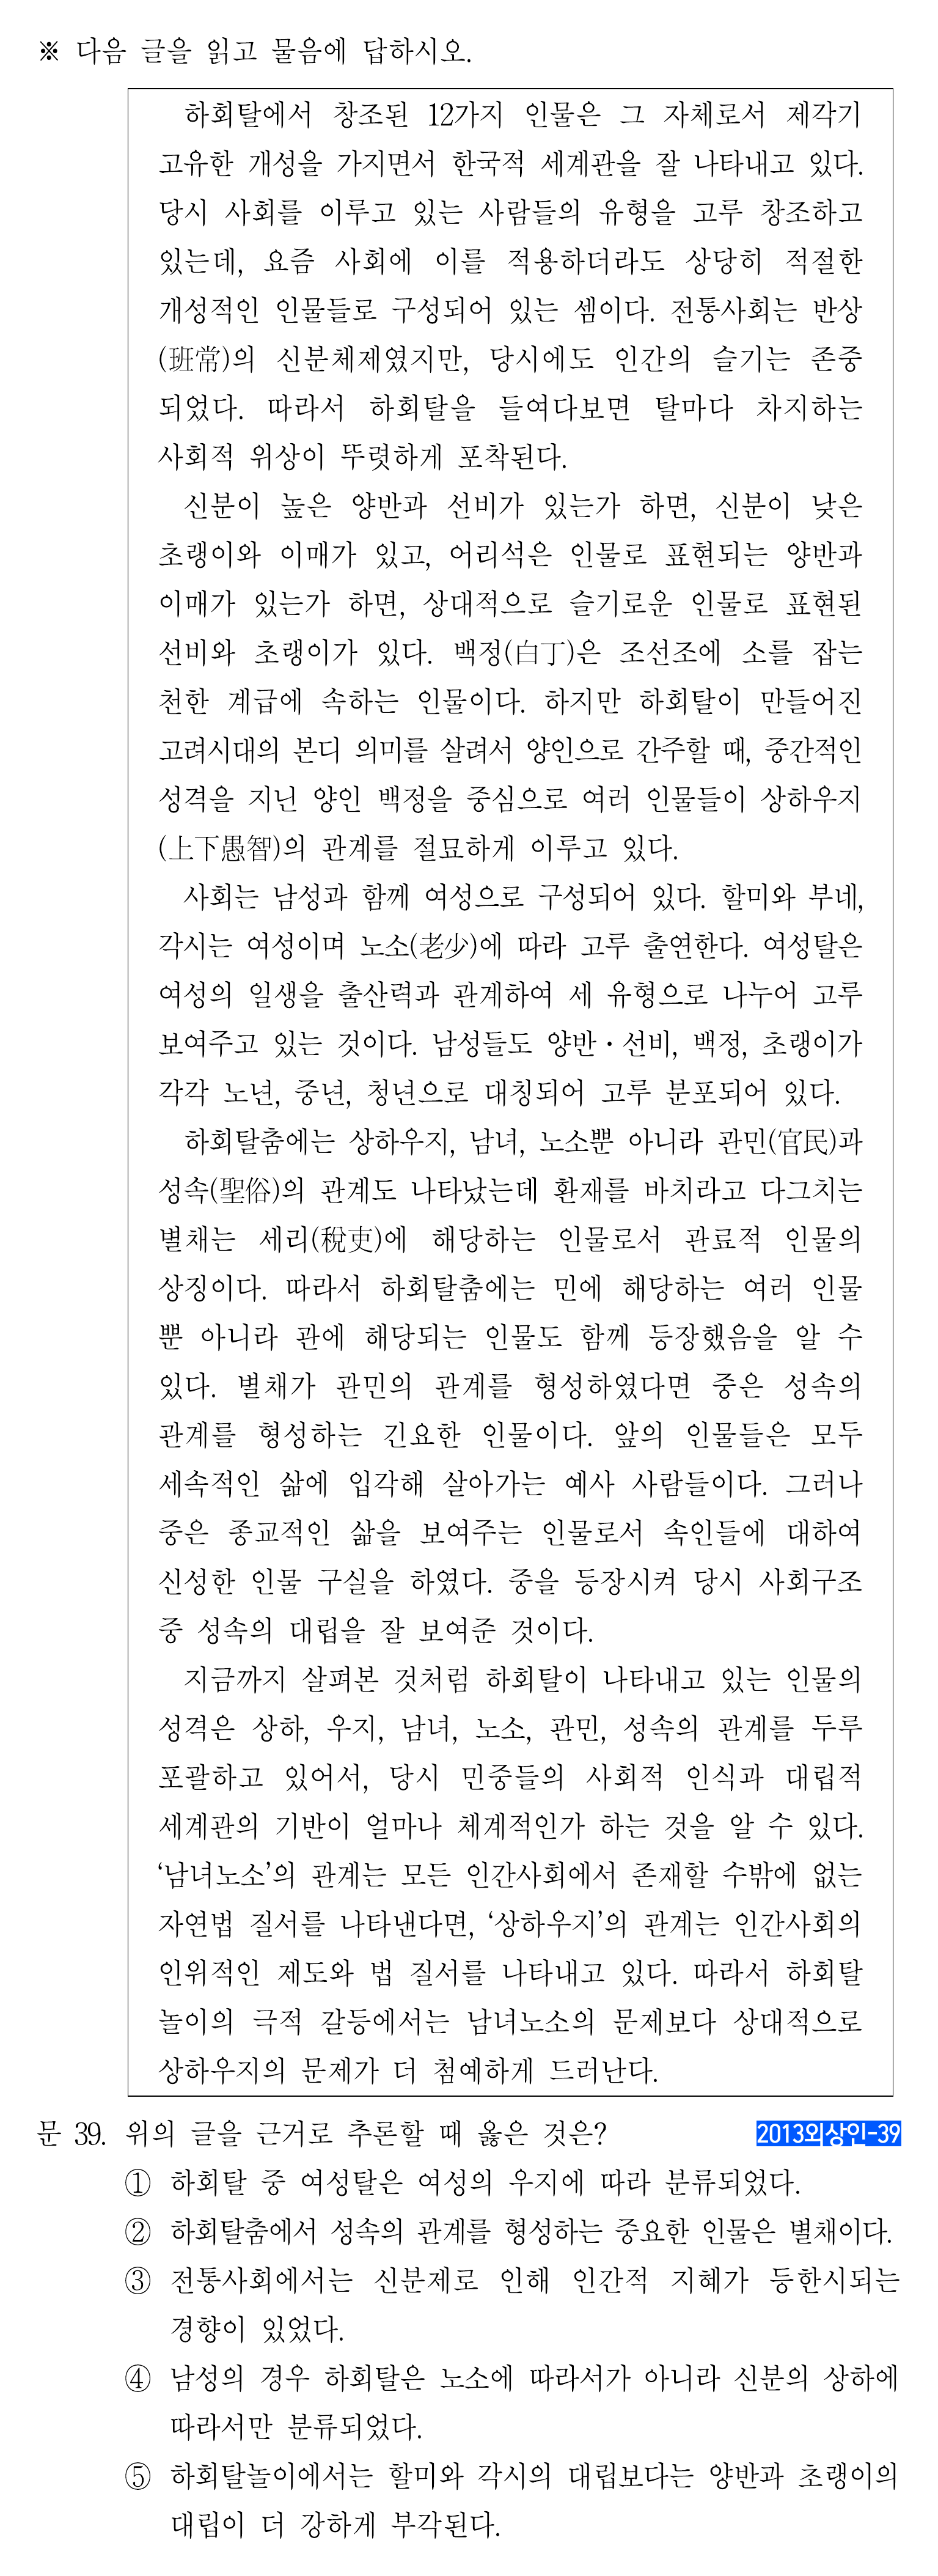 ※ 다음 글을 읽고 물음에 답하시오.
하회탈에서 창조된 12가지 인물은 그 자체로서 제각기
고유한 개성을 가지면서 한국적 세계관을 잘 나타내고 있다.
당시 사회를 이루고 있는 사람들의 유형을 고루 창조하고
있는데, 요즘 사회에 이를 적용하더라도 상당히 적절한
개성적인 인물들로 구성되어 있는 셈이다. 전통사회는 반상
(班常)의 신분체제였지만, 당시에도 인간의 슬기는 존중
되었다. 따라서 하회탈을 들여다보면 탈마다 차지하는
사회적 위상이 뚜렷하게 포착된다.
신분이 높은 양반과 선비가 있는가 하면, 신분이 낮은
초랭이와 이매가 있고, 어리석은 인물로 표현되는 양반과
이매가 있는가 하면, 상대적으로 슬기로운 인물로 표현된
선비와 초랭이가 있다. 백정(白丁)은 조선조에 소를 잡는
천한 계급에 속하는 인물이다. 하지만 하회탈이 만들어진
고려시대의 본디 의미를 살려서 양인으로 간주할 때, 중간적인
성격을 지닌 양인 백정을 중심으로 여러 인물들이 상하우지
(上下愚智)의 관계를 절묘하게 이루고 있다.
사회는 남성과 함께 여성으로 구성되어 있다. 할미와 부네,
각시는 여성이며 노소(老少)에 따라 고루 출연한다. 여성탈은
여성의 일생을 출산력과 관계하여 세 유형으로 나누어 고루
보여주고 있는 것이다. 남성들도 양반·선비, 백정, 초랭이가
각각 노년, 중년, 청년으로 대칭되어 고루 분포되어 있다.
하회탈춤에는 상하우지, 남녀, 노소뿐 아니라 관민(官民)과
성속(聖俗)의 관계도 나타났는데 환재를 바치라고 다그치는
별채는 세리(稅吏)에 해당하는 인물로서 관료적 인물의
상징이다. 따라서 하회탈춤에는 민에 해당하는 여러 인물
뿐 아니라 관에 해당되는 인물도 함께 등장했음을 알 수
있다. 별채가 관민의 관계를 형성하였다면 중은 성속의
관계를 형성하는 긴요한 인물이다. 앞의 인물들은 모두
세속적인 삶에 입각해 살아가는 예사 사람들이다. 그러나
중은 종교적인 삶을 보여주는 인물로서 속인들에 대하여
신성한 인물 구실을 하였다. 중을 등장시켜 당시 사회구조
중 성속의 대립을 잘 보여준 것이다.
지금까지 살펴본 것처럼 하회탈이 나타내고 있는 인물의
성격은 상하, 우지, 남녀, 노소, 관민, 성속의 관계를 두루
포괄하고 있어서, 당시 민중들의 사회적 인식과 대립적
세계관의 기반이 얼마나 체계적인가 하는 것을 알 수 있다.
‘남녀노소’의 관계는 모든 인간사회에서 존재할 수밖에 없는
자연법 질서를 나타낸다면, ‘상하우지’의 관계는 인간사회의
인위적인 제도와 법 질서를 나타내고 있다. 따라서 하회탈
놀이의 극적 갈등에서는 남녀노소의 문제보다 상대적으로
상하우지의 문제가 더 첨예하게 드러난다.
문 39. 위의 글을 근거로 추론할 때 옳은 것은? 2013외상인-39
① 하회탈 중 여성탈은 여성의 우지에 따라 분류되었다.
② 하회탈춤에서 성속의 관계를 형성하는 중요한 인물은 별채이다.
③ 전통사회에서는 신분제로 인해 인간적 지혜가 등한시되는
경향이 있었다.
④ 남성의 경우 하회탈은 노소에 따라서가 아니라 신분의 상하에
따라서만 분류되었다.
⑤ 하회탈놀이에서는 할미와 각시의 대립보다는 양반과 초랭이의
대립이 더 강하게 부각된다.